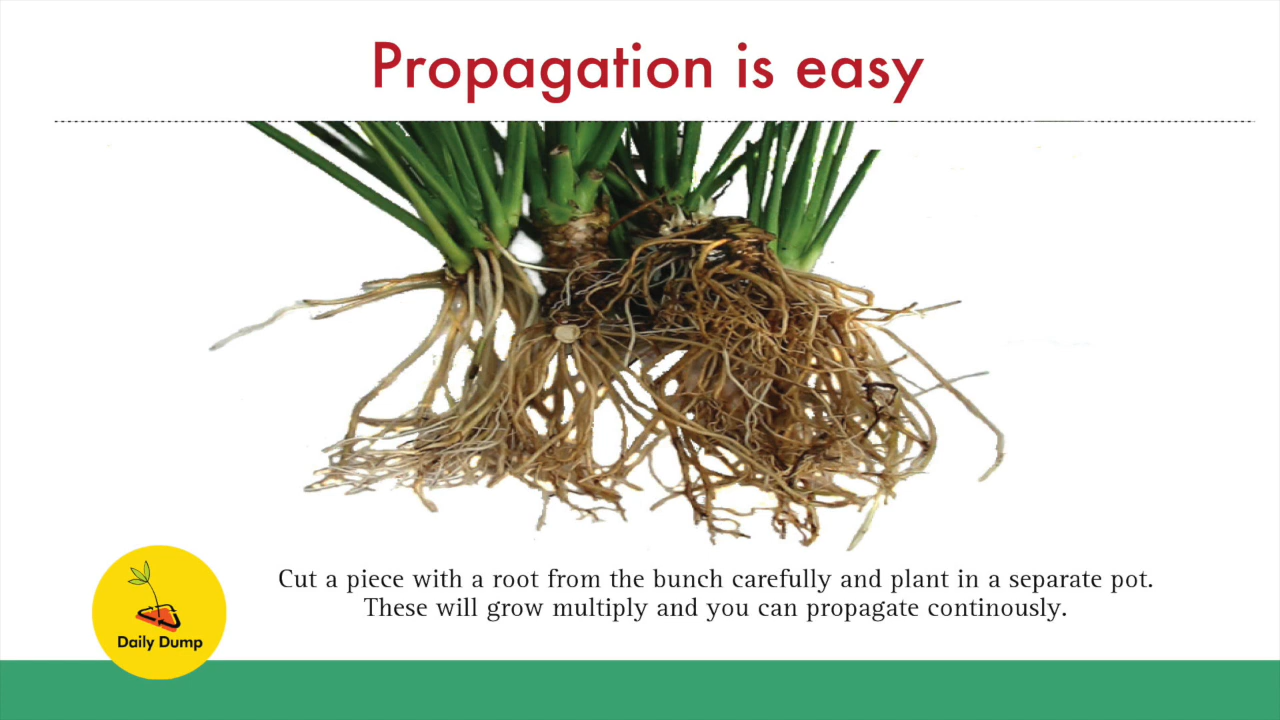 Propagation is easy
Cut a piece with a root from the bunch carefully and plant in a separate pot.
These will grow multiply and you can propagate continously.
Daily Dump